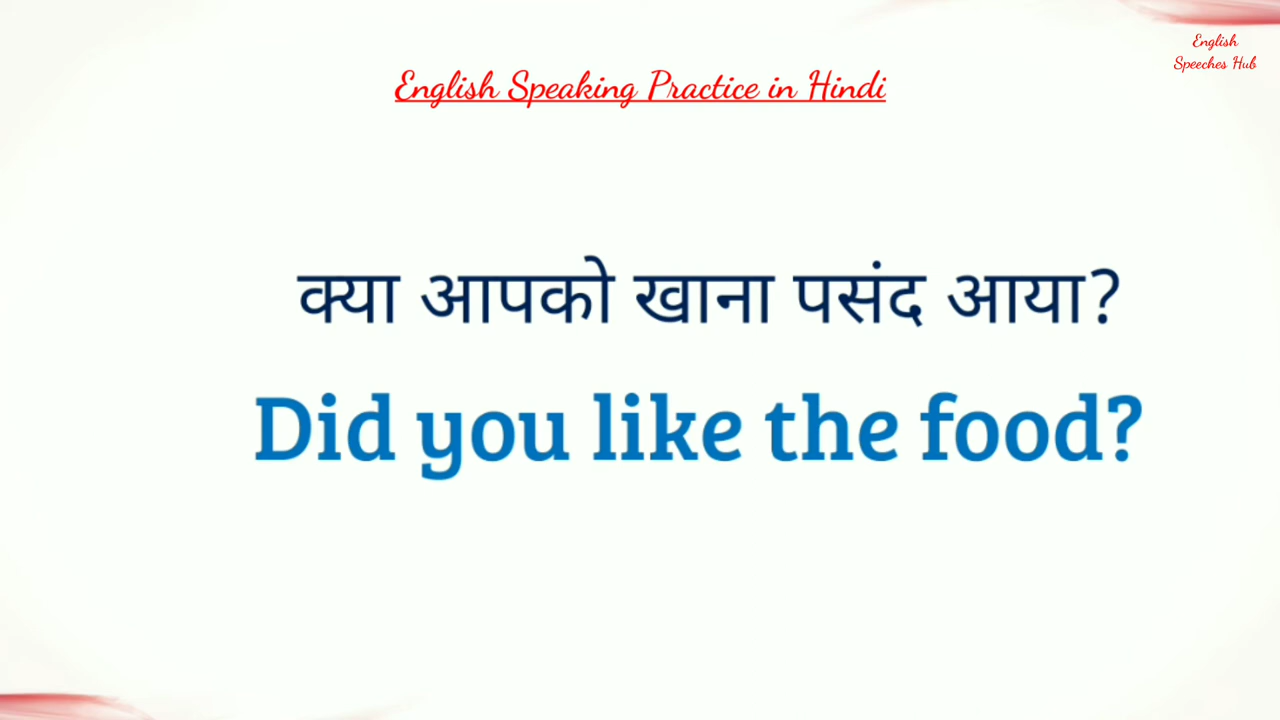 English
Speeches Hub
English Speaking Practice in Hindi
क्या आपको खाना पसंद आया?
Did you like the food?